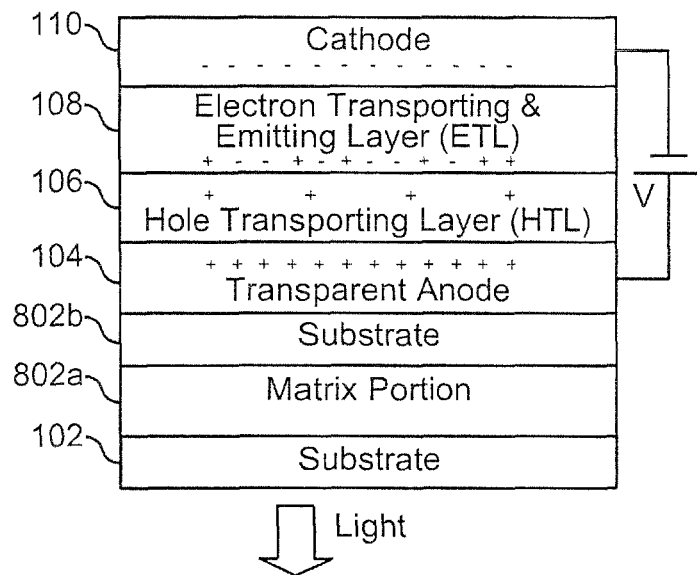 110
Cathode
- - - - - - - - - - - -
108
Electron Transporting &
Emitting Layer (ETL)
+ - - + - + - - + - + +
106
+ + + +
Hole Transporting Layer (HTL)
V
104
+ + + + + + + + + + + +
Transparent Anode
802b
Substrate
802a
Matrix Portion
102
Substrate
Light